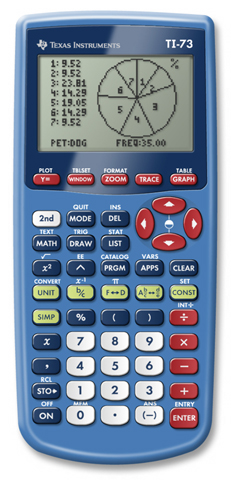 TEXAS INSTRUMENTS TI-73
1: 9.52 %
2: 9.52
3: 23.81
4: 14.29
5: 19.05
6: 14.29
7: 9.52
1
2
3
4
5
6
7
PET:DOG FREQ:35.00
PLOT TBLSET FORMAT TABLE
Y= WINDOW ZOOM TRACE GRAPH
QUIT INS
2nd MODE DEL
TEXT TRIG STAT
MATH DRAW LIST
√ EE CATALOG VARS
x² ^ PRGM APPS CLEAR
CONVERT x⁻¹ π SET
UNIT b/c F↔D A b/c↔d/e CONST
INT÷
SIMP % ( ) ÷
x 7 8 9 ×
, 4 5 6 −
RCL
STO▸ 1 2 3 +
OFF MEM ANS ENTRY
ON 0 . (−) ENTER